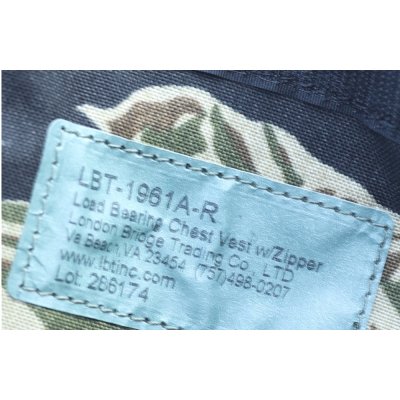 LBT-1961A-R
Load Bearing Chest Vest w/Zipper
London Bridge Trading Co., LTD
Va Beach, VA 23454 (757)498-0207
www.lbtinc.com
Lot: 286174